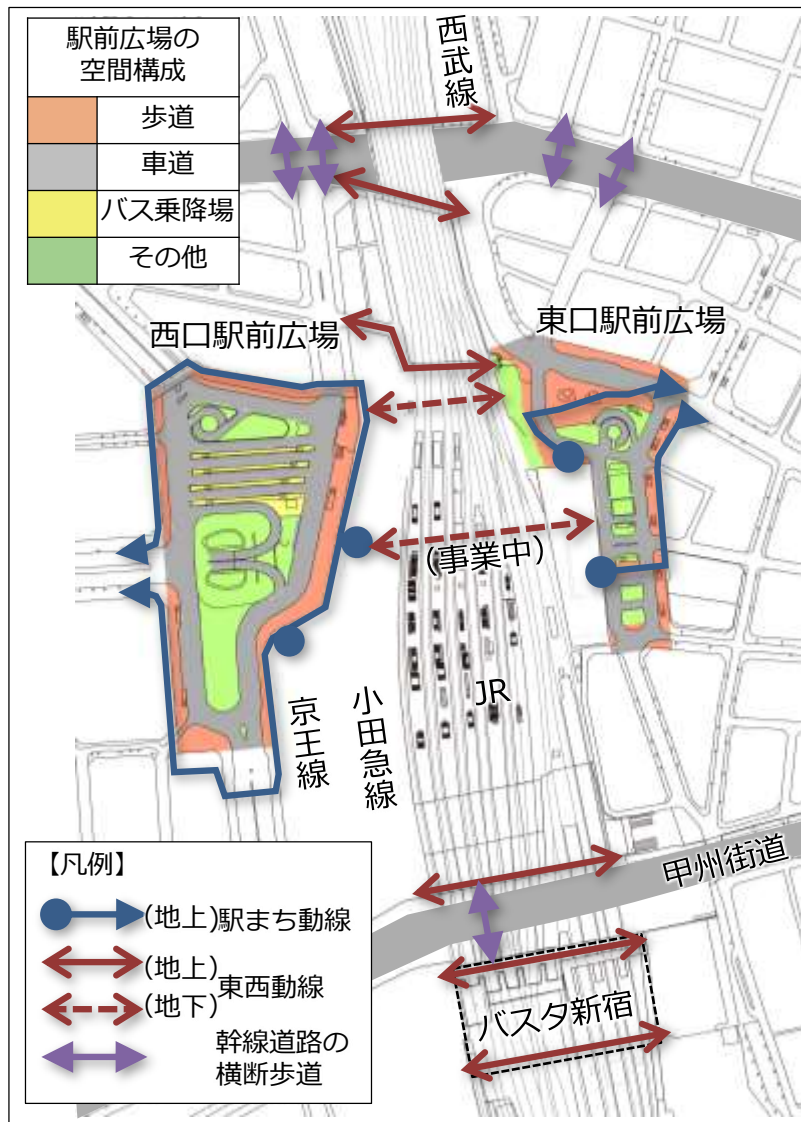 駅前広場の
空間構成
歩道
車道
バス乗降場
その他
西武線
西口駅前広場
東口駅前広場
(事業中)
JR
京王線
小田急線
甲州街道
バスタ新宿
【凡例】
(地上)駅まち動線
(地上)
(地下)
東西動線
幹線道路の
横断歩道